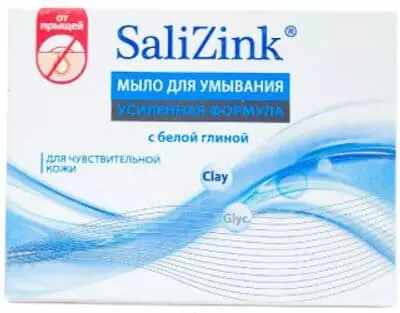 от
прыщей
SaliZink®
МЫЛО ДЛЯ УМЫВАНИЯ
УСИЛЕННАЯ ФОРМУЛА
с белой глиной
ДЛЯ ЧУВСТВИТЕЛЬНОЙ
КОЖИ
Clay
Glyc.